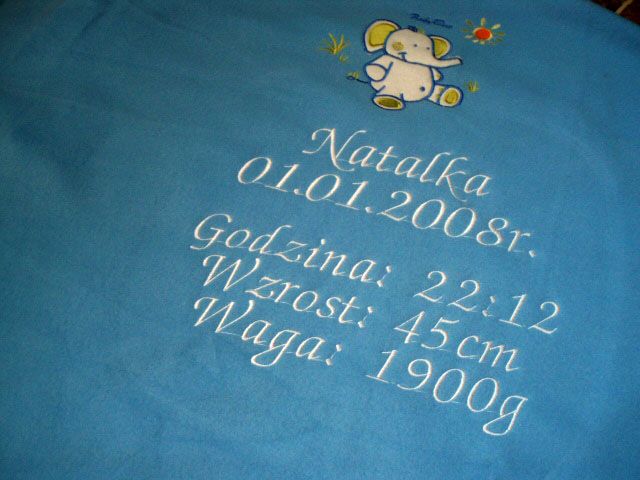 Natalka
01.01.2008r.
Godzina: 22:12
Wzrost: 45cm
Waga: 1900g